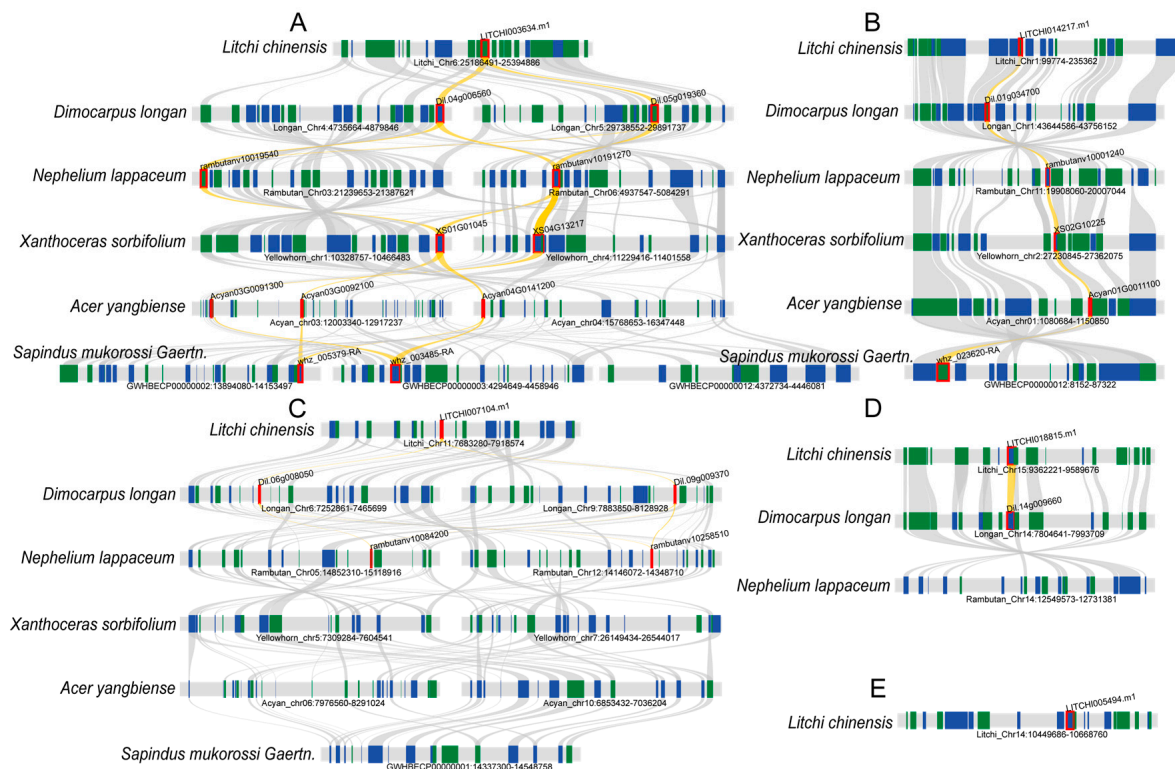 A
LITCHI003634.m1
Litchi chinensis
Litchi_Chr6:25186491-25394886
Dil.04g006560
Dil.05g019360
Dimocarpus longan
Longan_Chr4:4735664-4879846
Longan_Chr5:29738552-29891737
rambutanv10019540
rambutanv10191270
Nephelium lappaceum
Rambutan_Chr03:21239653-21387621
Rambutan_Chr06:4937547-5084291
XS01G01045
XS04G13217
Xanthoceras sorbifolium
Yellowhorn_chr1:10328757-10466483
Yellowhorn_chr4:11229416-11401558
Acyan03G0091300
Acyan03G0092100
Acyan04G0141200
Acer yangbiense
Acyan_chr03:12003340-12917237
Acyan_chr04:15768653-16347448
Sapindus mukorossi Gaertn.
whz_005379-RA
whz_003485-RA
GWHBECP00000002:13894080-14153497
GWHBECP00000003:4294649-4458946
GWHBECP00000012:4372734-4446081
B
LITCHI014217.m1
Litchi chinensis
Litchi_Chr1:99774-235362
Dil.01g034700
Dimocarpus longan
Longan_Chr1:43644586-43756152
rambutanv10001240
Nephelium lappaceum
Rambutan_Chr11:19908060-20007044
XS02G10225
Xanthoceras sorbifolium
Yellowhorn_chr2:27230845-27362075
Acyan01G0011100
Acer yangbiense
Acyan_chr01:1080684-1150850
Sapindus mukorossi Gaertn.
whz_023620-RA
GWHBECP00000012:8152-87322
C
LITCHI007104.m1
Litchi chinensis
Litchi_Chr11:7683280-7918574
Dil.06g008050
Dil.09g009370
Dimocarpus longan
Longan_Chr6:7252861-7465699
Longan_Chr9:7883850-8128928
rambutanv10084200
rambutanv10258510
Nephelium lappaceum
Rambutan_Chr05:14852310-15118916
Rambutan_Chr12:14146072-14348710
Xanthoceras sorbifolium
Yellowhorn_chr5:7309284-7604541
Yellowhorn_chr7:26149434-26544017
Acer yangbiense
Acyan_chr06:7976560-8291024
Acyan_chr10:6853432-7036204
Sapindus mukorossi Gaertn.
GWHBECP00000001:14337300-14548758
D
LITCHI018815.m1
Litchi chinensis
Litchi_Chr15:9362221-9589676
Dil.14g009660
Dimocarpus longan
Longan_Chr14:7804641-7993709
Nephelium lappaceum
Rambutan_Chr14:12549573-12731381
E
LITCHI005494.m1
Litchi chinensis
Litchi_Chr14:10449686-10668760